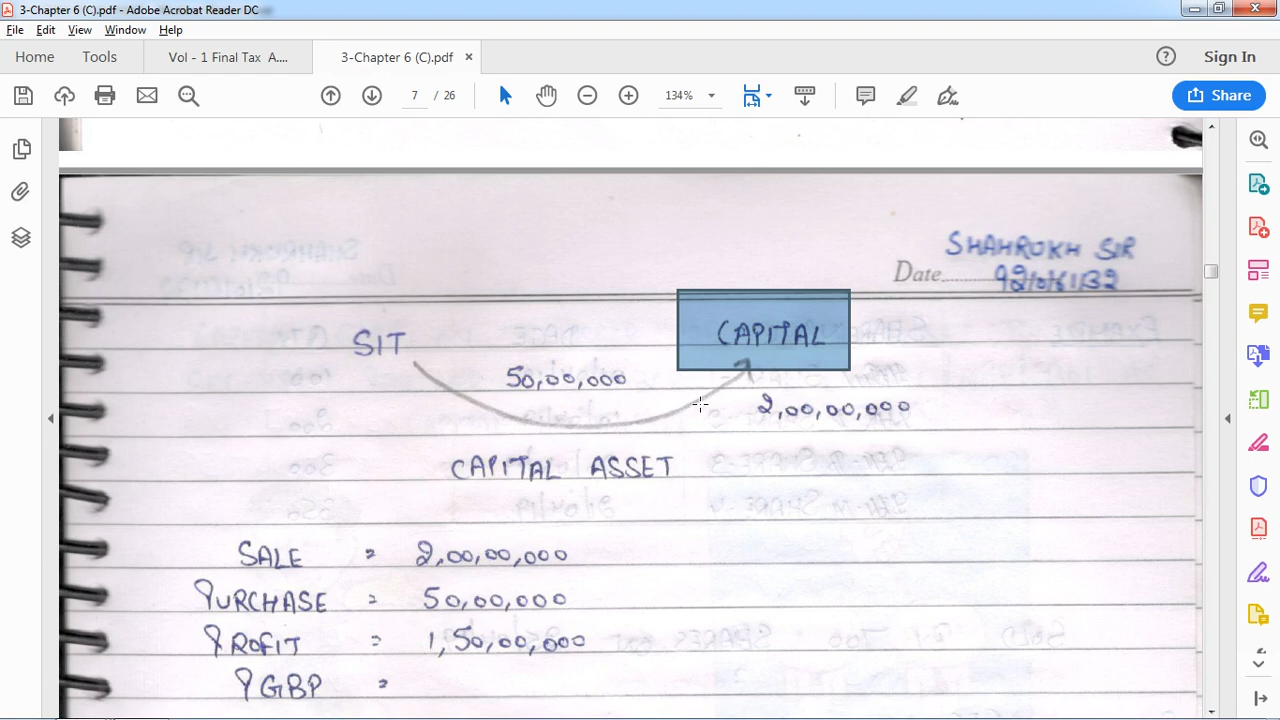 3-Chapter 6 (C).pdf - Adobe Acrobat Reader DC
File Edit View Window Help
Home Tools Vol - 1 Final Tax A.... 3-Chapter 6 (C).pdf × Sign In
7 / 26 134% Share
SHAHROKH SIR
Date
SIT CAPITAL
50,00,000
2,00,00,000
CAPITAL ASSET
SALE = 2,00,00,000
PURCHASE = 50,00,000
PROFIT = 1,50,00,000
PGBP =